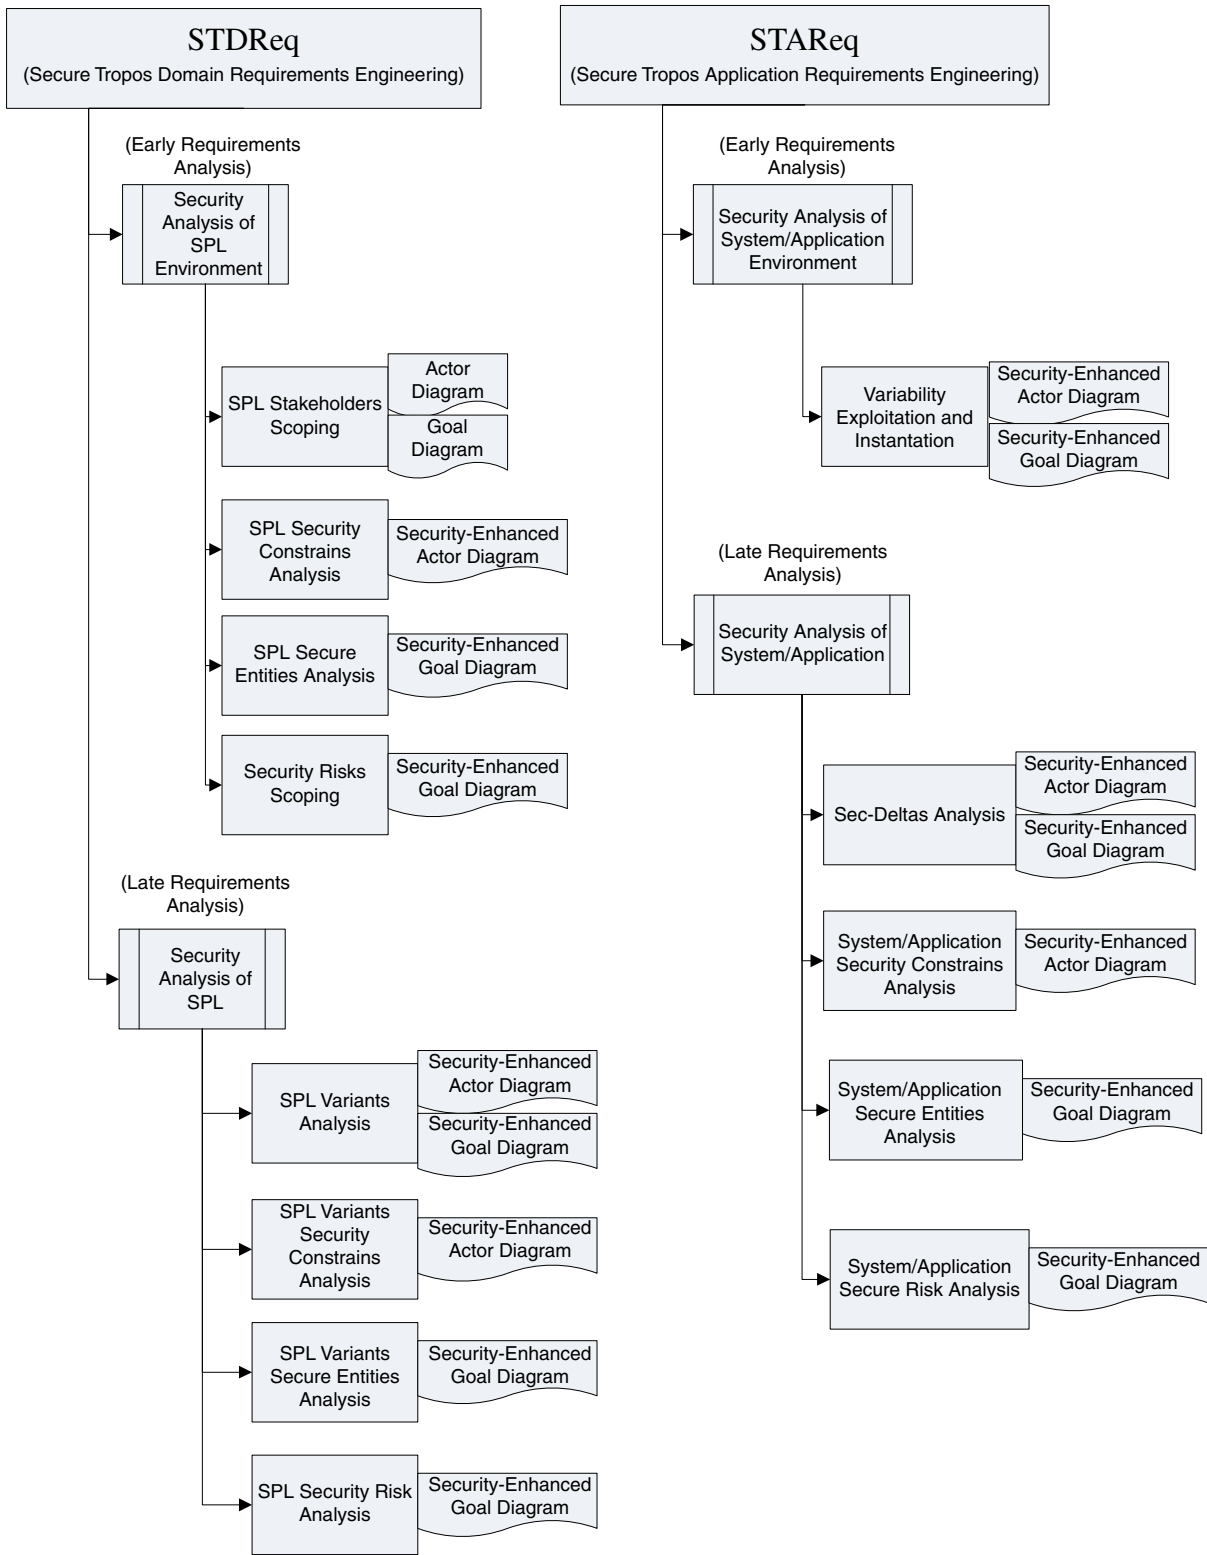 STDReq
(Secure Tropos Domain Requirements Engineering)
(Early Requirements
Analysis)
Security
Analysis of
SPL
Environment
SPL Stakeholders
Scoping
Actor
Diagram
Goal
Diagram
SPL Security
Constrains
Analysis
Security-Enhanced
Actor Diagram
SPL Secure
Entities Analysis
Security-Enhanced
Goal Diagram
Security Risks
Scoping
Security-Enhanced
Goal Diagram
(Late Requirements
Analysis)
Security
Analysis of
SPL
SPL Variants
Analysis
Security-Enhanced
Actor Diagram
Security-Enhanced
Goal Diagram
SPL Variants
Security
Constrains
Analysis
Security-Enhanced
Actor Diagram
SPL Variants
Secure Entities
Analysis
Security-Enhanced
Goal Diagram
SPL Security Risk
Analysis
Security-Enhanced
Goal Diagram
STAReq
(Secure Tropos Application Requirements Engineering)
(Early Requirements
Analysis)
Security Analysis of
System/Application
Environment
Variability
Exploitation and
Instantation
Security-Enhanced
Actor Diagram
Security-Enhanced
Goal Diagram
(Late Requirements
Analysis)
Security Analysis of
System/Application
Sec-Deltas Analysis
Security-Enhanced
Actor Diagram
Security-Enhanced
Goal Diagram
System/Application
Security Constrains
Analysis
Security-Enhanced
Actor Diagram
System/Application
Secure Entities
Analysis
Security-Enhanced
Goal Diagram
System/Application
Secure Risk Analysis
Security-Enhanced
Goal Diagram